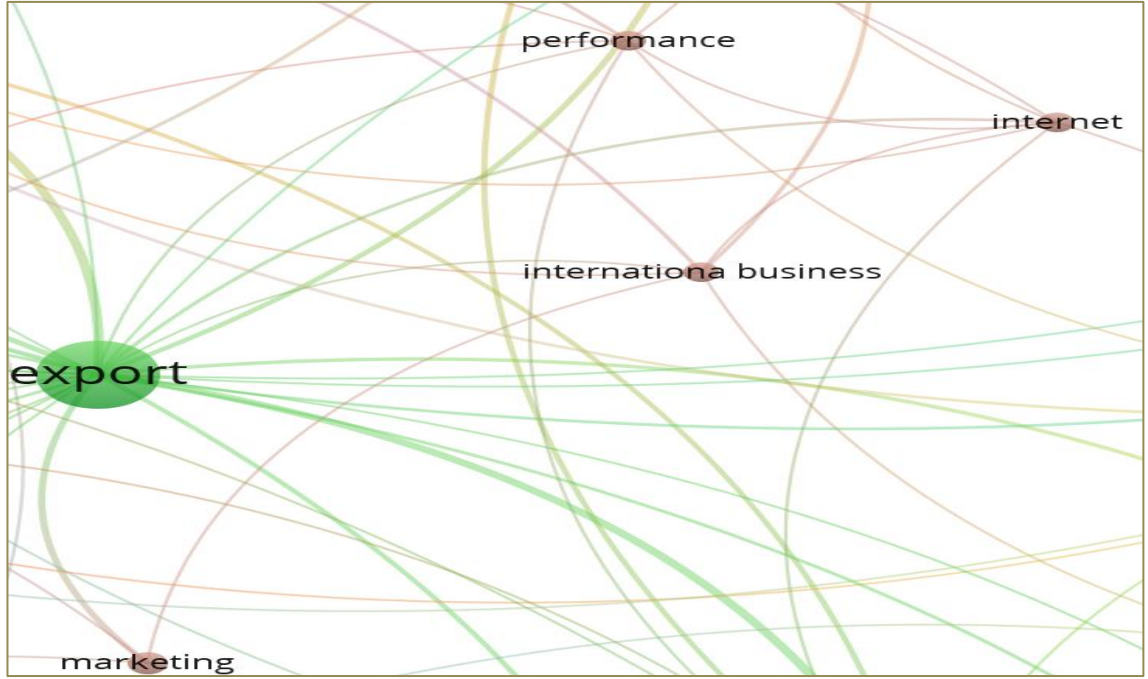 performance
internet
internationa business
export
marketing